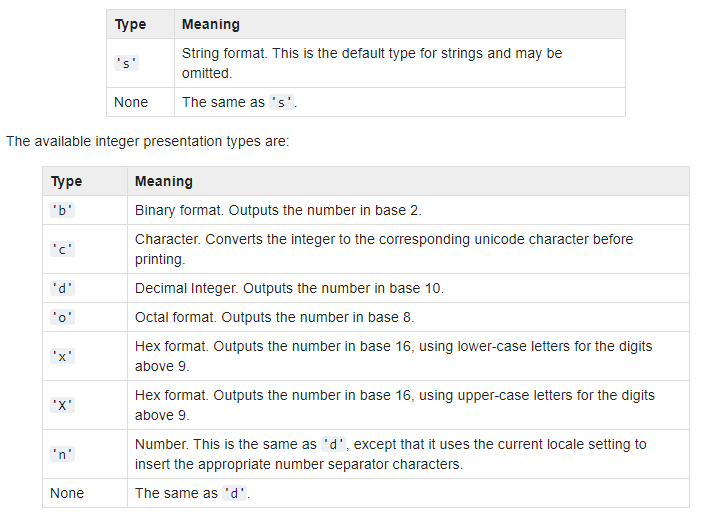 Type Meaning
's' String format. This is the default type for strings and may be
omitted.
None The same as 's'.
The available integer presentation types are:
Type Meaning
'b' Binary format. Outputs the number in base 2.
'c' Character. Converts the integer to the corresponding unicode character before
printing.
'd' Decimal Integer. Outputs the number in base 10.
'o' Octal format. Outputs the number in base 8.
'x' Hex format. Outputs the number in base 16, using lower-case letters for the digits
above 9.
'X' Hex format. Outputs the number in base 16, using upper-case letters for the digits
above 9.
'n' Number. This is the same as 'd', except that it uses the current locale setting to
insert the appropriate number separator characters.
None The same as 'd'.